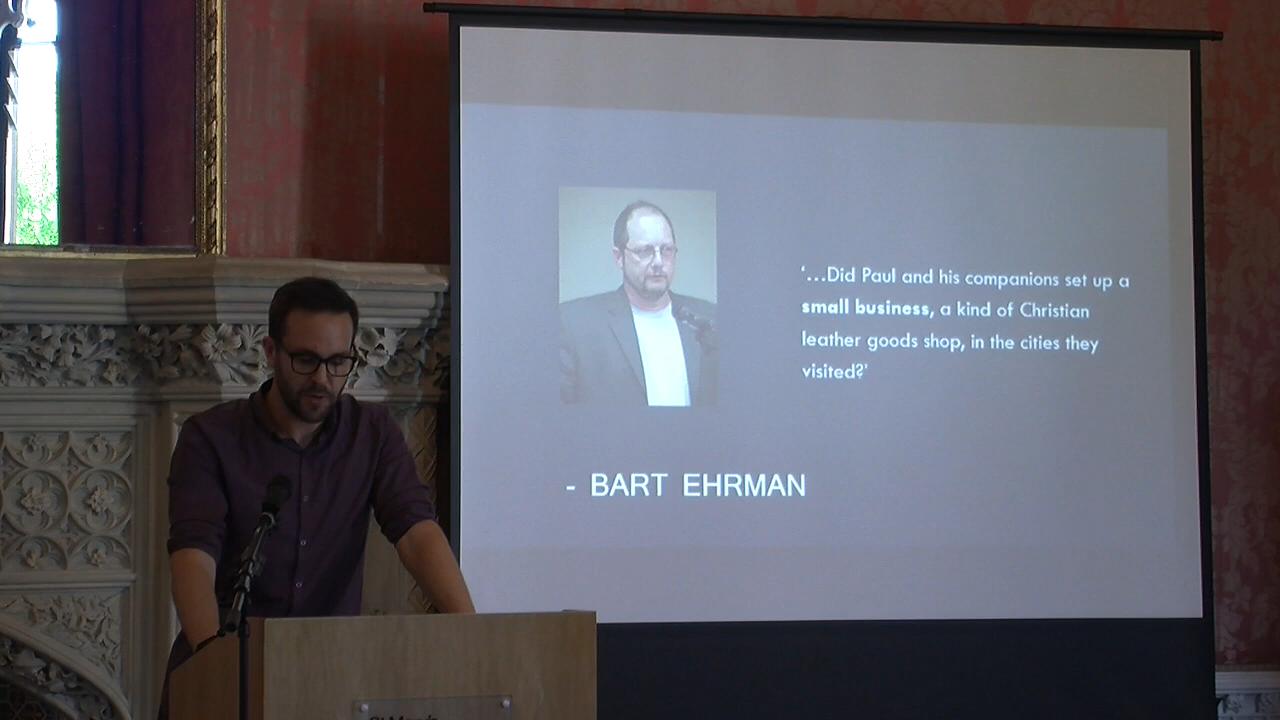 ‘...Did Paul and his companions set up a
small business, a kind of Christian
leather goods shop, in the cities they
visited?’
- BART EHRMAN